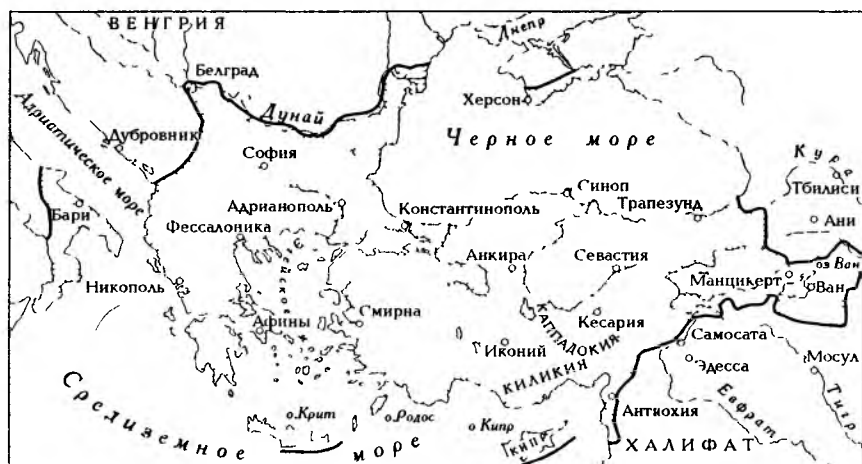 ВЕНГРИЯ
Днепр
Белград
Херсон
Дунай
Адриатическое море
Дубровник
Черное море
София
Кура
Тбилиси
Синоп
Трапезунд
Ани
Бари
Адрианополь
Константинополь
Фессалоника
Эгейское море
Анкира
Севастия
оз Ван
Манцикерт
Ван
Никополь
Смирна
Афины
КАППАДОКИЯ
Кесария
Самосата
Иконий
Эдесса
Мосул
КИЛИКИЯ
Средиземное море
Крит
Родос
Кипр
КИПР
Антиохия
Евфрат
Тигр
ХАЛИФАТ